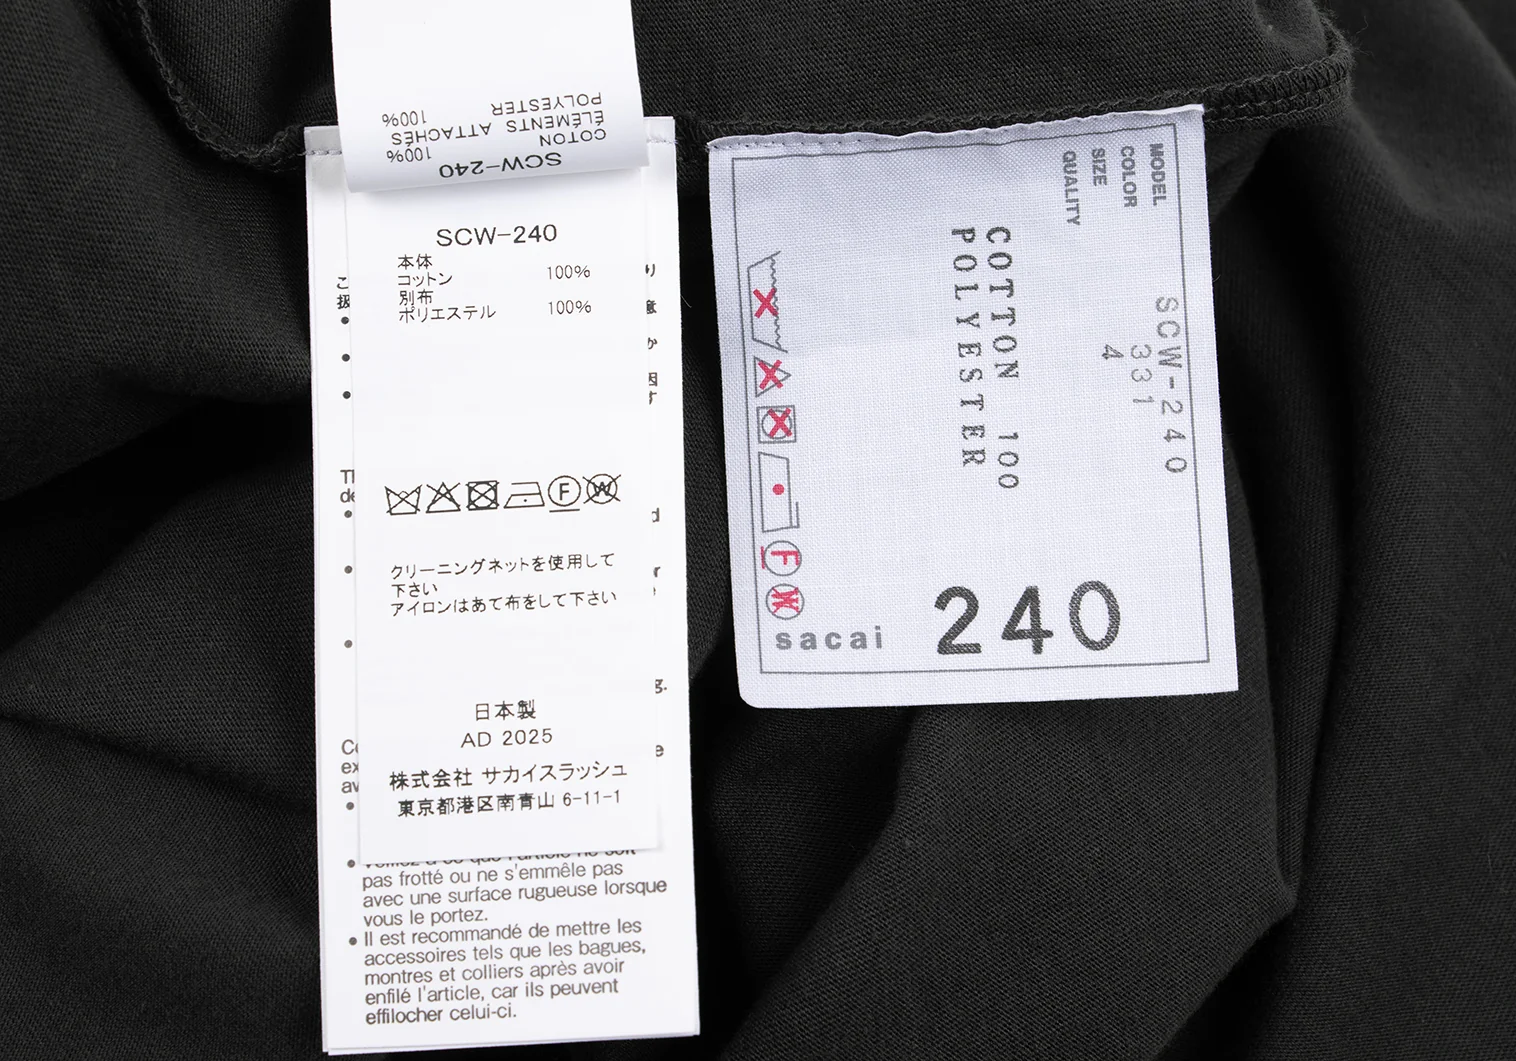 COTON 100%
ÉLÉMENTS ATTACHÉS
POLYESTER 100%
SCW-240
SCW-240
本体
コットン 100%
別布
ポリエステル 100%
F W
クリーニングネットを使用して
下さい
アイロンはあて布をして下さい
日本製
AD 2025
株式会社 サカイスラッシュ
東京都港区南青山 6-11-1
pas frotté ou ne s'emmêle pas
avec une surface rugueuse lorsque
vous le portez.
• Il est recommandé de mettre les
accessoires tels que les bagues,
montres et colliers après avoir
enfilé l'article, car ils peuvent
effilocher celui-ci.
MODEL SCW-240
COLOR 331
SIZE 4
QUALITY
COTTON 100
POLYESTER
F
W
sacai
240